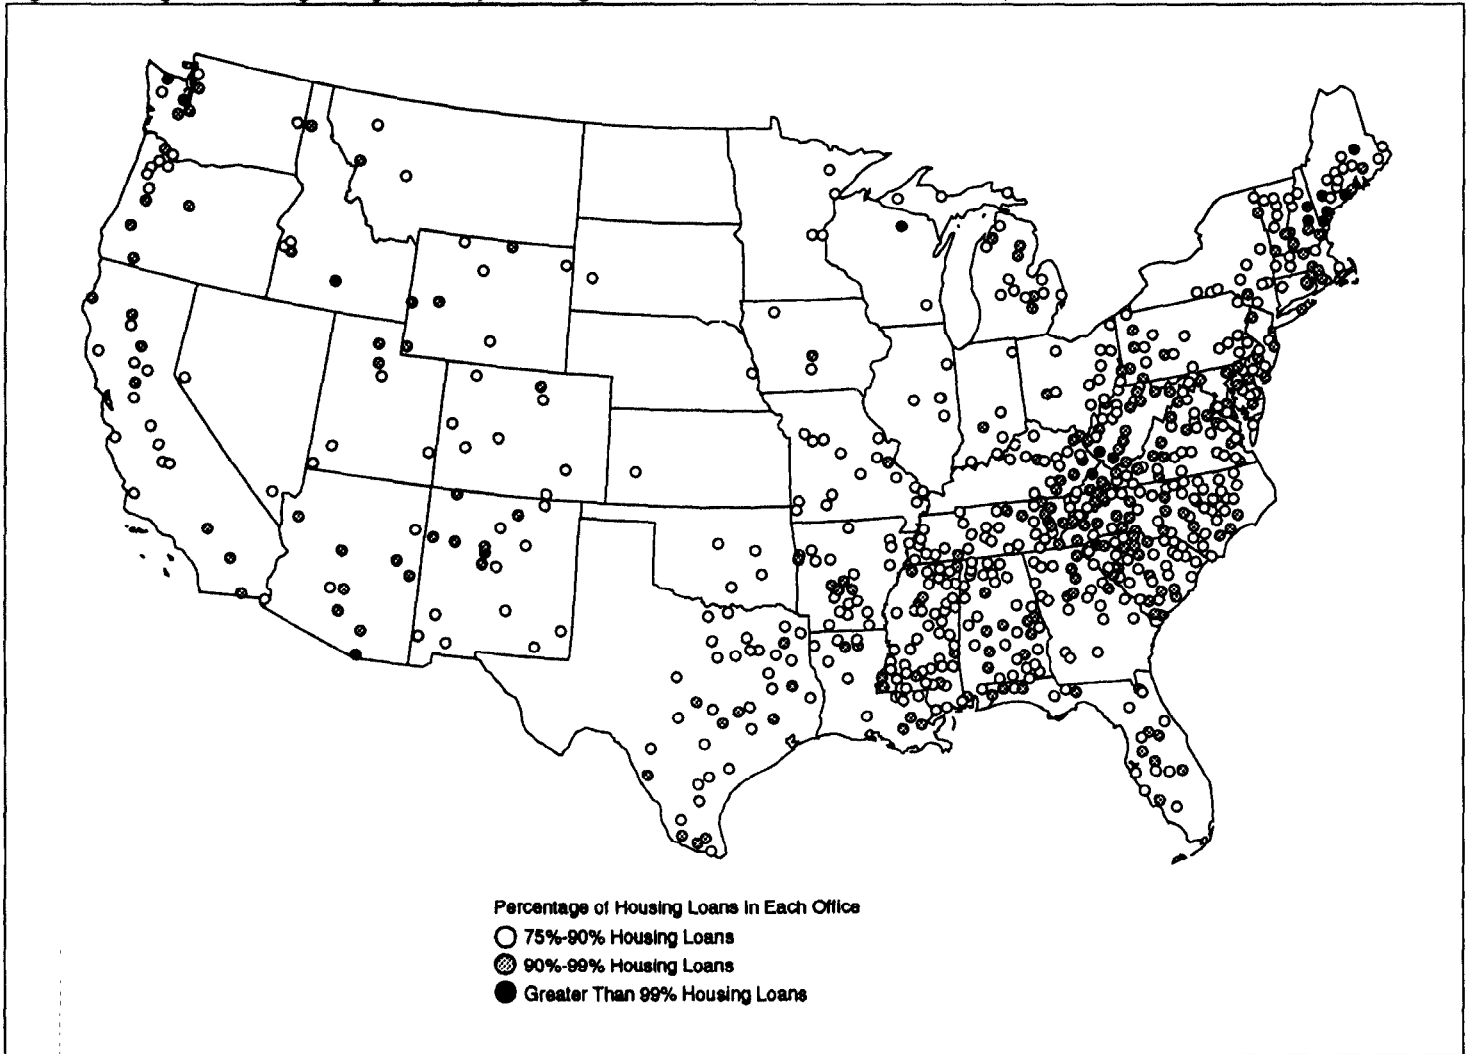 Percentage of Housing Loans in Each Office
75%-90% Housing Loans
90%-99% Housing Loans
Greater Than 99% Housing Loans